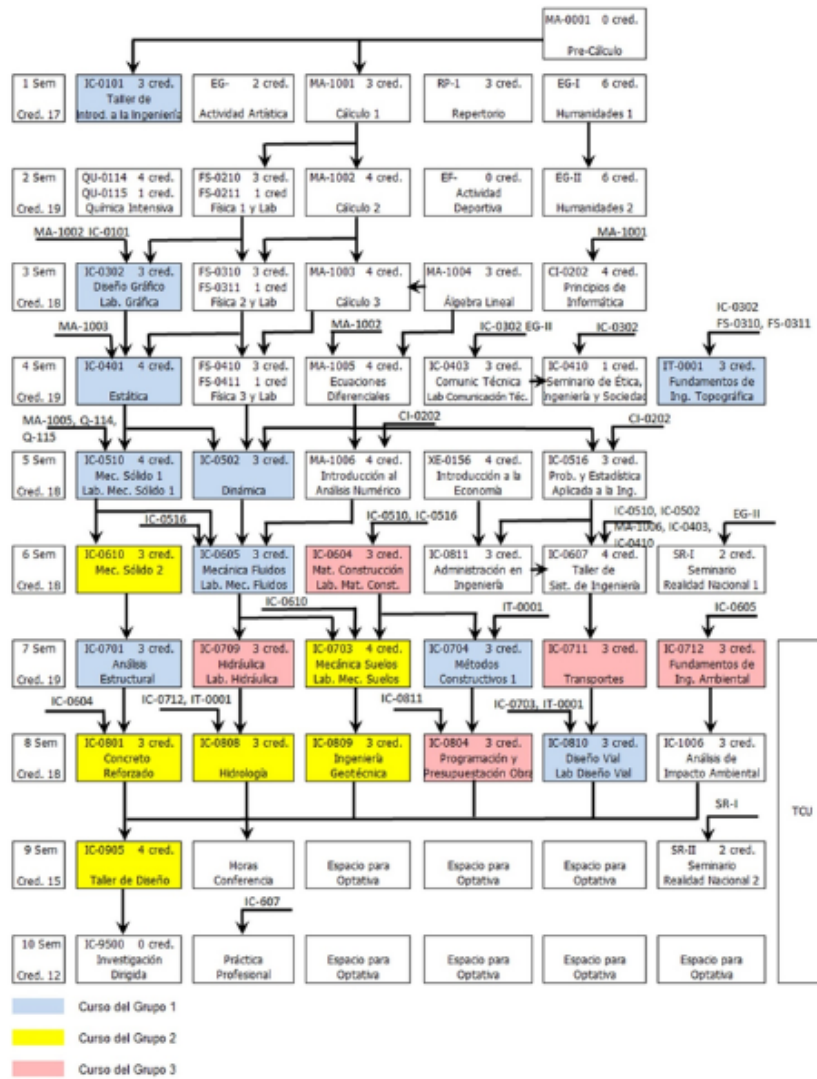 MA-0001 0 cred.
Pre-Cálculo
1 Sem
Cred. 17
IC-0101 3 cred.
Taller de
Introd. a la Ingeniería
EG- 2 cred.
Actividad Artística
MA-1001 3 cred.
Cálculo 1
RP-1 3 cred.
Repertorio
EG-I 6 cred.
Humanidades 1
2 Sem
Cred. 19
QU-0114 4 cred.
QU-0115 1 cred.
Química Intensiva
FS-0210 3 cred.
FS-0211 1 cred
Física 1 y Lab
MA-1002 4 cred.
Cálculo 2
EF- 0 cred.
Actividad
Deportiva
EG-II 6 cred.
Humanidades 2
MA-1002 IC-0101
MA-1001
3 Sem
Cred. 18
IC-0302 3 cred.
Diseño Gráfico
Lab. Gráfica
FS-0310 3 cred.
FS-0311 1 cred
Física 2 y Lab
MA-1003 4 cred.
Cálculo 3
MA-1004 3 cred.
Álgebra Lineal
CI-0202 4 cred.
Principios de
Informática
IC-0302
FS-0310, FS-0311
MA-1003
MA-1002
IC-0302 EG-II
IC-0302
4 Sem
Cred. 19
IC-0401 4 cred.
Estática
FS-0410 3 cred.
FS-0411 1 cred
Física 3 y Lab
MA-1005 4 cred.
Ecuaciones
Diferenciales
IC-0403 3 cred.
Comunic Técnica
Lab Comunicación Téc.
IC-0410 1 cred.
Seminario de Ética,
Ingeniería y Sociedad
IT-0001 3 cred.
Fundamentos de
Ing. Topográfica
MA-1005, Q-114,
Q-115
CI-0202
CI-0202
5 Sem
Cred. 18
IC-0510 4 cred.
Mec. Sólido 1
Lab. Mec. Sólido 1
IC-0502 3 cred.
Dinámica
MA-1006 4 cred.
Introducción al
Análisis Numérico
XE-0156 4 cred.
Introducción a la
Economía
IC-0516 3 cred.
Prob. y Estadística
Aplicada a la Ing.
IC-0516
IC-0510, IC-0516
IC-0510, IC-0502
MA-1006, IC-0403,
IC-0410
EG-II
6 Sem
Cred. 18
IC-0610 3 cred.
Mec. Sólido 2
IC-0605 3 cred.
Mecánica Fluidos
Lab. Mec. Fluidos
IC-0604 3 cred.
Mat. Construcción
Lab. Mat. Const.
IC-0811 3 cred.
Administración en
Ingeniería
IC-0607 4 cred.
Taller de
Sist. de Ingeniería
SR-I 2 cred.
Seminario
Realidad Nacional 1
IC-0610
IT-0001
IC-0605
7 Sem
Cred. 19
IC-0701 3 cred.
Análisis
Estructural
IC-0709 3 cred.
Hidráulica
Lab. Hidráulica
IC-0703 4 cred.
Mecánica Suelos
Lab. Mec. Suelos
IC-0704 3 cred.
Métodos
Constructivos 1
IC-0711 3 cred.
Transportes
IC-0712 3 cred.
Fundamentos de
Ing. Ambiental
IC-0604
IC-0712, IT-0001
IC-0811
IC-0703, IT-0001
8 Sem
Cred. 18
IC-0801 3 cred.
Concreto
Reforzado
IC-0808 3 cred.
Hidrología
IC-0809 3 cred.
Ingeniería
Geotécnica
IC-0804 3 cred.
Programación y
Presupuestación Obra
IC-0810 3 cred.
Diseño Vial
Lab Diseño Vial
IC-1006 3 cred.
Análisis de
Impacto Ambiental
TCU
SR-I
9 Sem
Cred. 15
IC-0905 4 cred.
Taller de Diseño
Horas
Conferencia
Espacio para
Optativa
Espacio para
Optativa
Espacio para
Optativa
SR-II 2 cred.
Seminario
Realidad Nacional 2
IC-607
10 Sem
Cred. 12
IC-9500 0 cred.
Investigación
Dirigida
Práctica
Profesional
Espacio para
Optativa
Espacio para
Optativa
Espacio para
Optativa
Espacio para
Optativa
Curso del Grupo 1
Curso del Grupo 2
Curso del Grupo 3